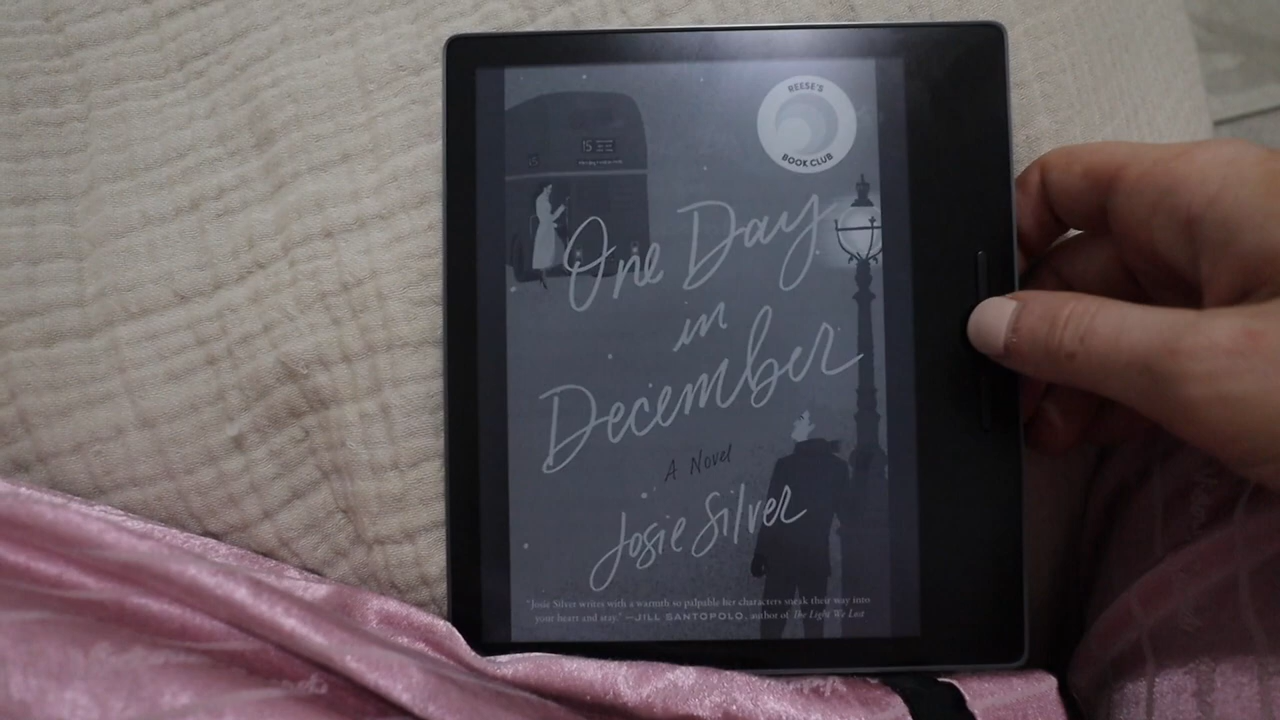 REESE'S
BOOK CLUB
15
One Day
in
December
A Novel
Josie Silver
"Josie Silver writes with a warmth so palpable her characters sneak their way into
your heart and stay." —JILL SANTOPOLO, author of The Light We Lost